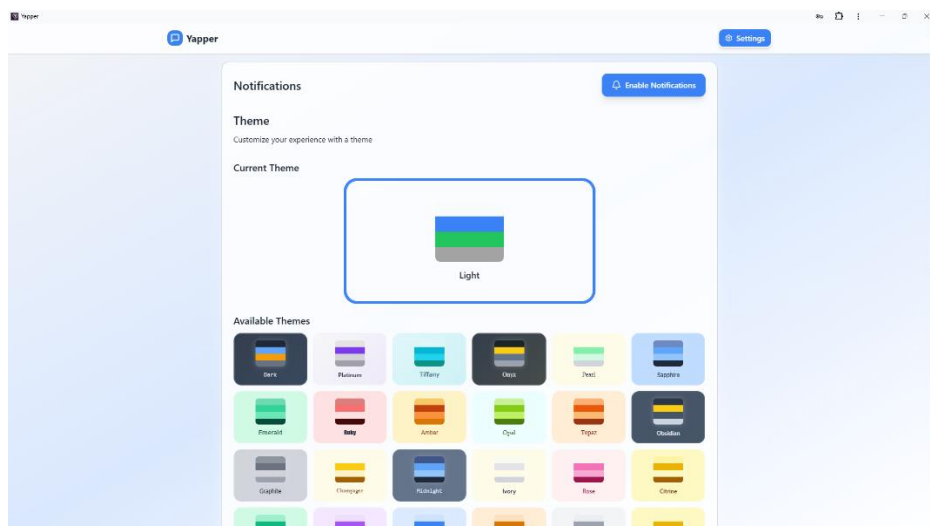 Yapper
Yapper
Settings
Notifications
Enable Notifications
Theme
Customize your experience with a theme
Current Theme
Light
Available Themes
Dark
Platinum
Tiffany
Onyx
Pearl
Sapphire
Emerald
Ruby
Amber
Opal
Topaz
Obsidian
Graphite
Champagne
Midnight
Ivory
Rose
Citrine